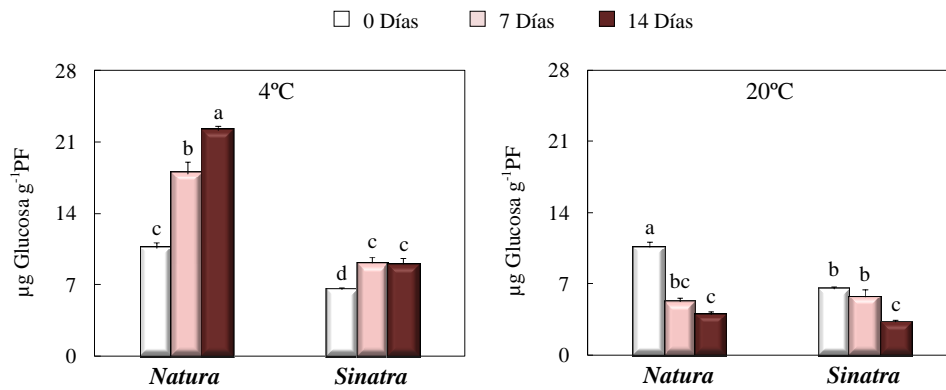 0 Días 7 Días 14 Días
28
21
14
7
0
µg Glucosa g⁻¹PF
4ºC
c
b
a
d
c
c
Natura Sinatra
28
21
14
7
0
µg Glucosa g⁻¹PF
20ºC
a
bc
c
b
b
c
Natura Sinatra